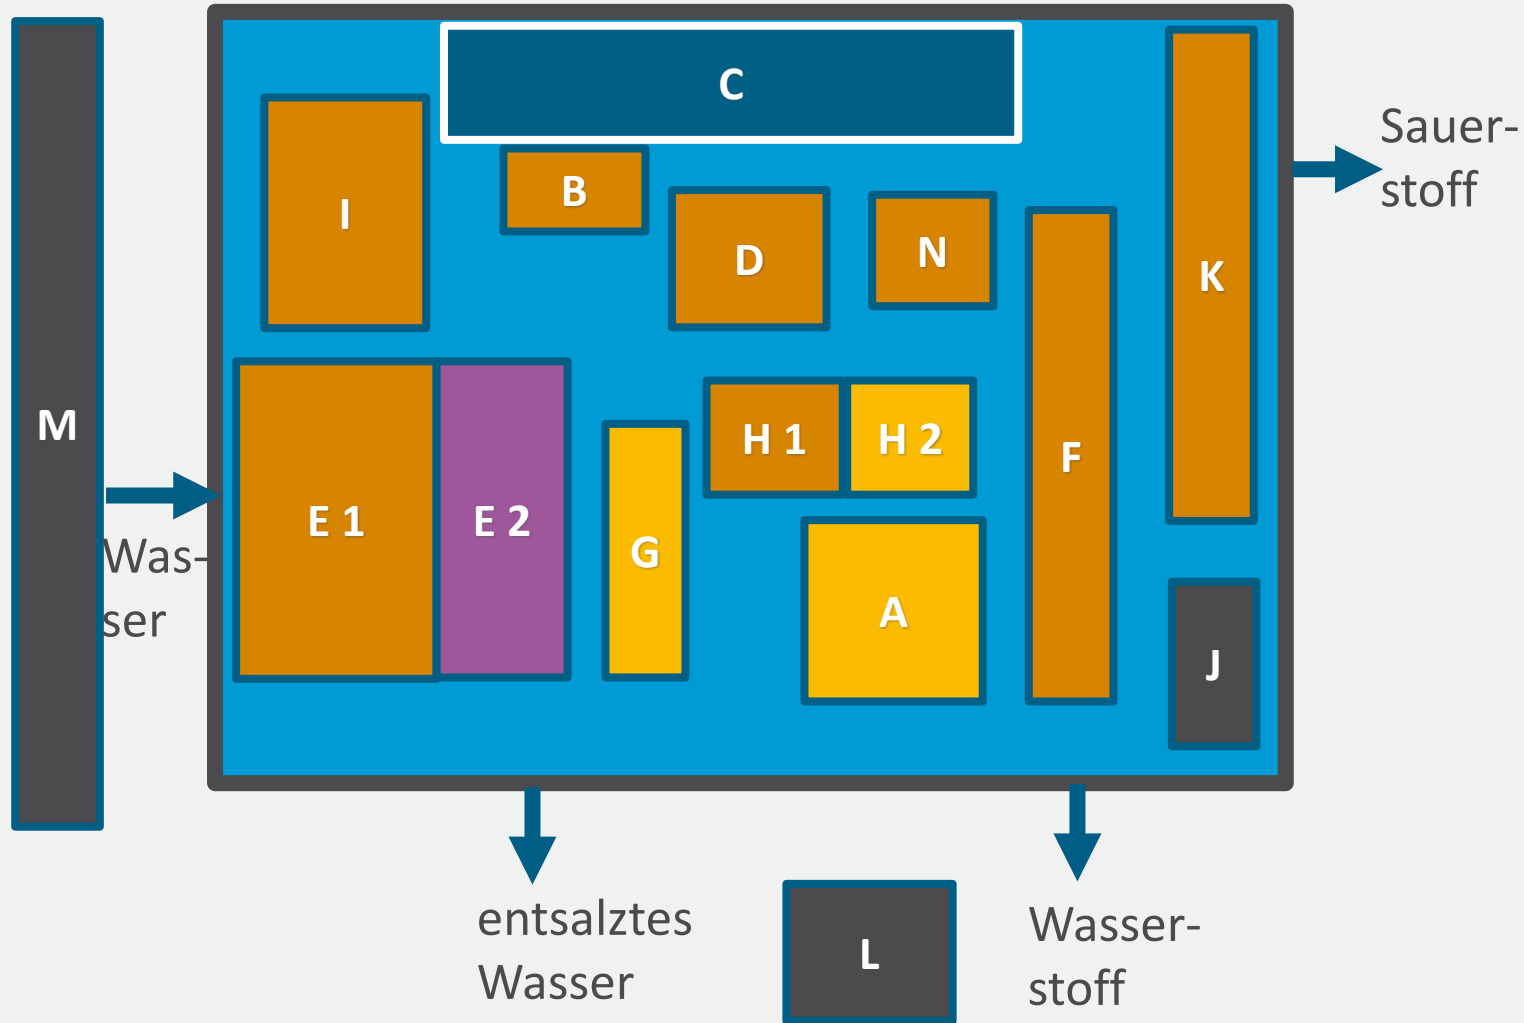 C
Sauer-
stoff
I
B
D
N
K
M
E 1
E 2
H 1
H 2
F
G
A
J
Was-
ser
entsalztes
Wasser
L
Wasser-
stoff